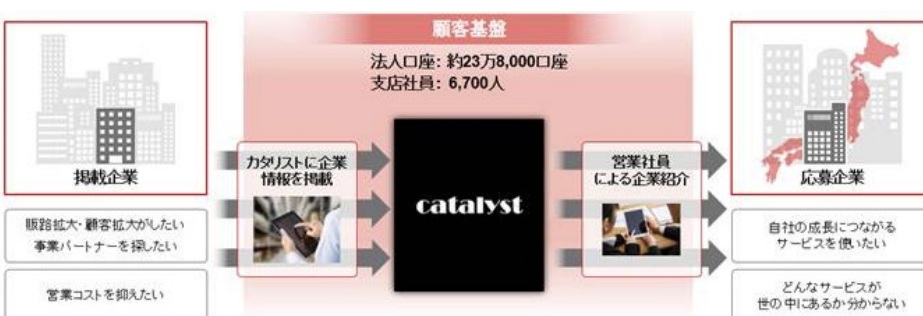 顧客基盤
法人口座: 約23万8,000口座
支店社員: 6,700人
掲載企業
カタリストに企業
情報を掲載
catalyst
営業社員
による企業紹介
応募企業
販路拡大・顧客拡大がしたい
事業パートナーを探したい
営業コストを抑えたい
自社の成長につながる
サービスを使いたい
どんなサービスが
世の中にあるか分からない